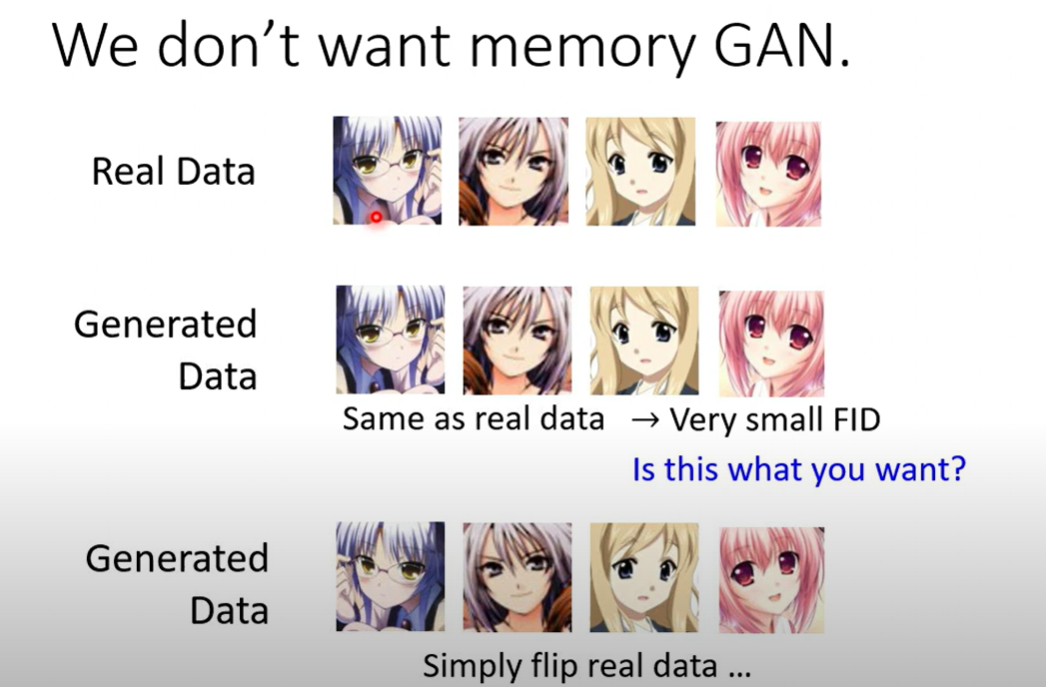 We don't want memory GAN.
Real Data
Generated
Data
Same as real data → Very small FID
Is this what you want?
Generated
Data
Simply flip real data ...